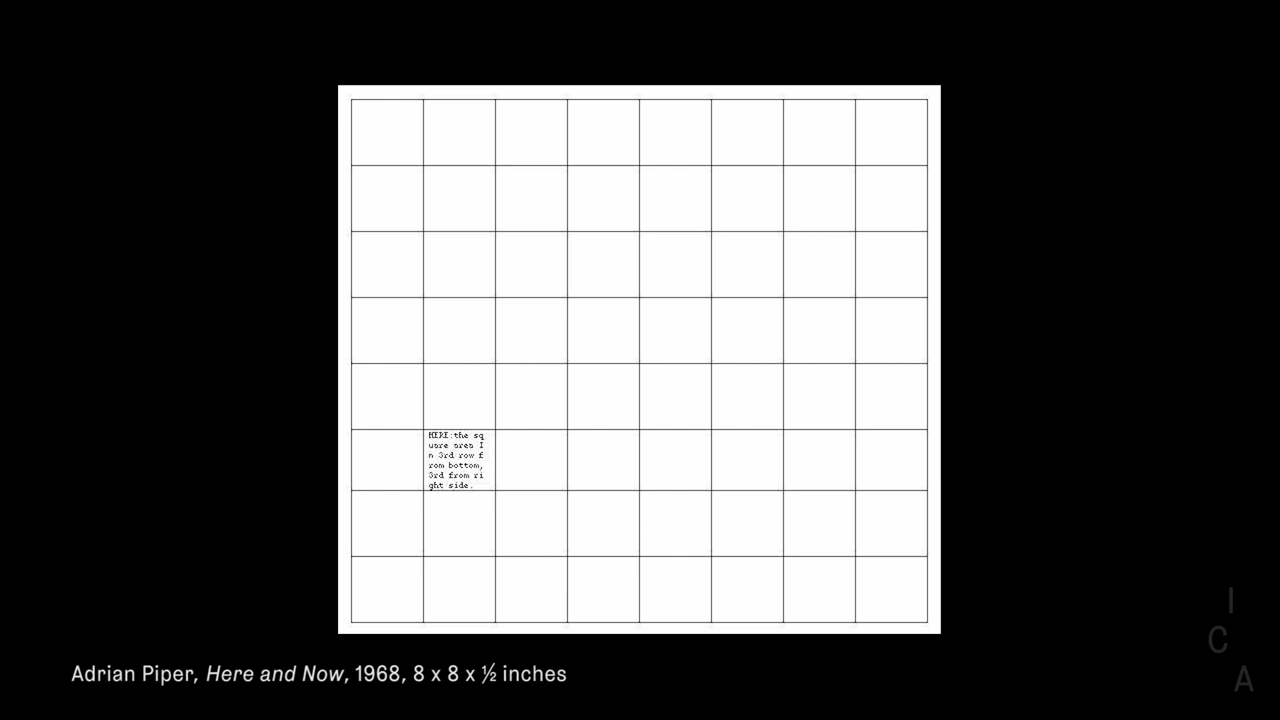 HERE:the sq
uare area I
n 3rd row f
rom bottom,
3rd from ri
ght side.
Adrian Piper, Here and Now, 1968, 8 x 8 x ½ inches
I
C
A